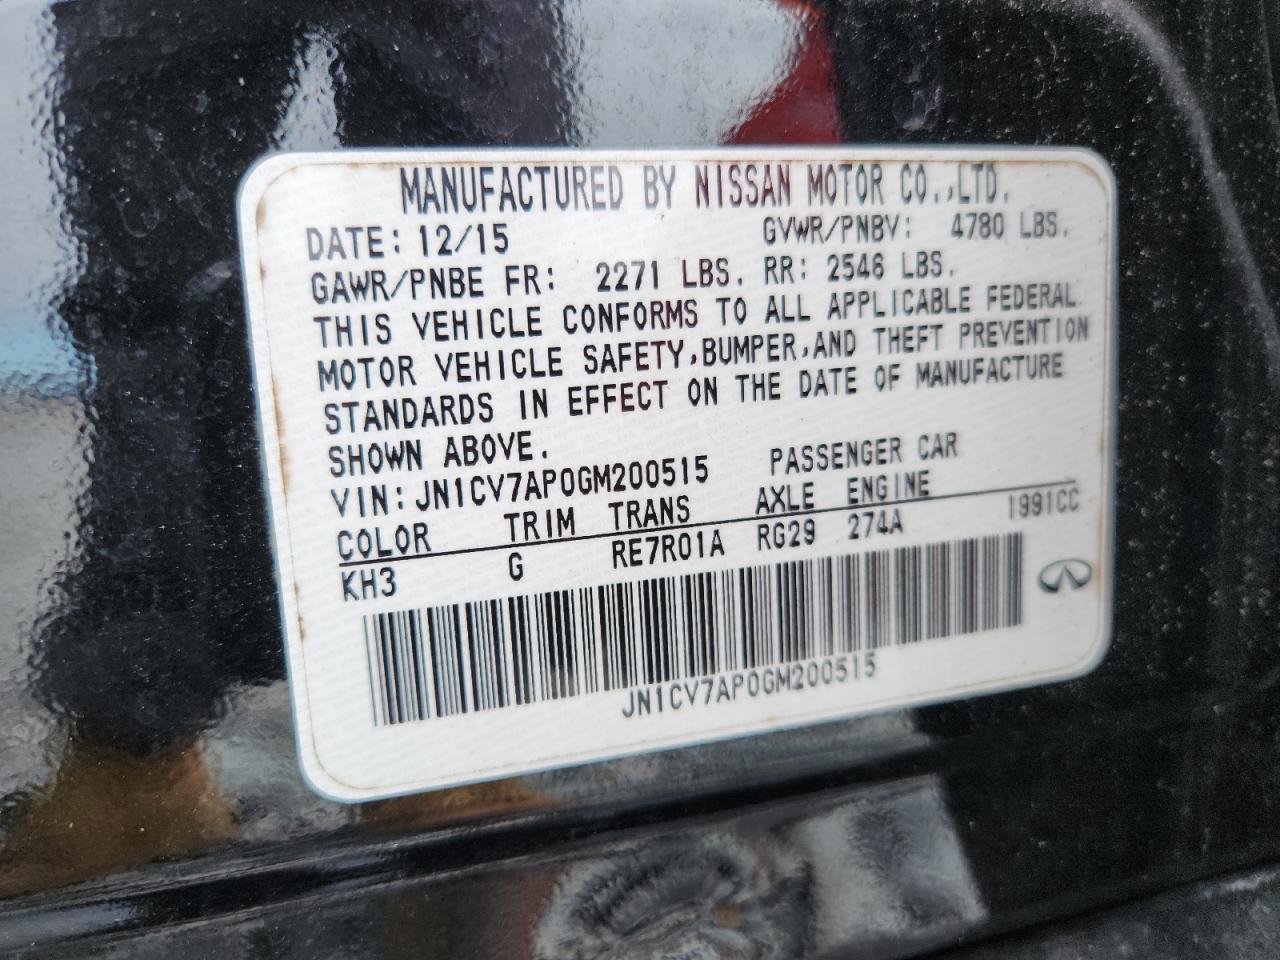 MANUFACTURED BY NISSAN MOTOR CO.,LTD.
DATE: 12/15 GVWR/PNBV: 4780 LBS.
GAWR/PNBE FR: 2271 LBS. RR: 2546 LBS.
THIS VEHICLE CONFORMS TO ALL APPLICABLE FEDERAL
MOTOR VEHICLE SAFETY,BUMPER,AND THEFT PREVENTION
STANDARDS IN EFFECT ON THE DATE OF MANUFACTURE
SHOWN ABOVE.
VIN:JN1CV7AP0GM200515 PASSENGER CAR
COLOR TRIM TRANS AXLE ENGINE
KH3 G RE7R01A RG29 274A 1991CC
JN1CV7AP0GM200515